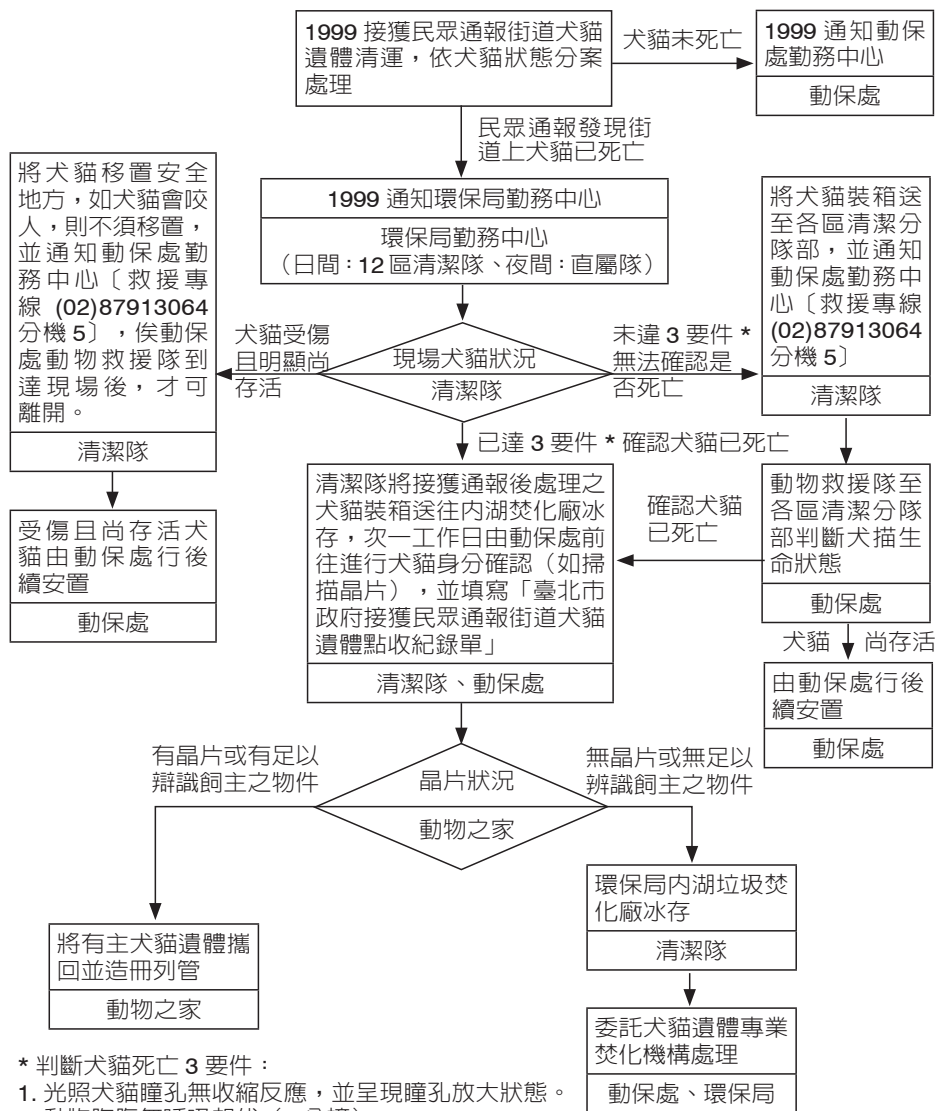 1999 接獲民眾通報街道犬貓
遺體清運，依犬貓狀態分案
處理
犬貓未死亡
1999 通知動保
處勤務中心
動保處
民眾通報發現街
道上犬貓已死亡
1999 通知環保局勤務中心
環保局勤務中心
（日間：12 區清潔隊、夜間：直屬隊）
將犬貓移置安全
地方，如犬貓會咬
人，則不須移置，
並通知動保處勤
務中心〔救援專
線 (02)87913064
分機 5〕，俟動保
處動物救援隊到
達現場後，才可
離開。
清潔隊
犬貓受傷
且明顯尚
存活
現場犬貓狀況
清潔隊
未違 3 要件 *
無法確認是
否死亡
將犬貓裝箱送
至各區清潔分
隊部，並通知
動保處勤務中
心〔救援專線
(02)87913064
分機 5〕
清潔隊
受傷且尚存活犬
貓由動保處行後
續安置
動保處
已達 3 要件 * 確認犬貓已死亡
清潔隊將接獲通報後處理之
犬貓裝箱送往內湖焚化廠冰
存，次一工作日由動保處前
往進行犬貓身分確認（如掃
描晶片），並填寫「臺北市
政府接獲民眾通報街道犬貓
遺體點收紀錄單」
清潔隊、動保處
確認犬貓
已死亡
動物救援隊至
各區清潔分隊
部判斷犬描生
命狀態
動保處
犬貓 尚存活
由動保處行後
續安置
動保處
有晶片或有足以
辯識飼主之物件
晶片狀況
動物之家
無晶片或無足以
辨識飼主之物件
將有主犬貓遺體攜
回並造冊列管
動物之家
環保局內湖垃圾焚
化廠冰存
清潔隊
委託犬貓遺體專業
焚化機構處理
動保處、環保局
* 判斷犬貓死亡 3 要件：
1. 光照犬貓瞳孔無收縮反應，並呈現瞳孔放大狀態。